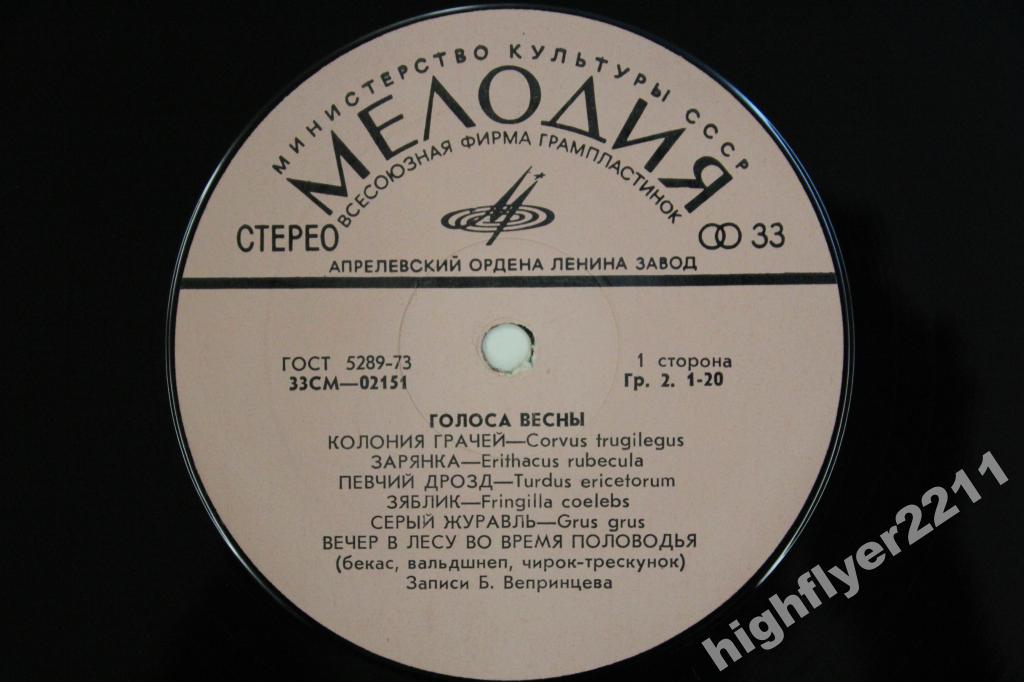 МИНИСТЕРСТВО КУЛЬТУРЫ СССР
МЕЛОДИЯ
ВСЕСОЮЗНАЯ ФИРМА ГРАМПЛАСТИНОК
СТЕРЕО 33
АПРЕЛЕВСКИЙ ОРДЕНА ЛЕНИНА ЗАВОД
ГОСТ 5289-73 1 сторона
33СМ—02151 Гр. 2. 1-20
ГОЛОСА ВЕСНЫ
КОЛОНИЯ ГРАЧЕЙ—Corvus trugilegus
ЗАРЯНКА—Erithacus rubecula
ПЕВЧИЙ ДРОЗД—Turdus ericetorum
ЗЯБЛИК—Fringilla coelebs
СЕРЫЙ ЖУРАВЛЬ—Grus grus
ВЕЧЕР В ЛЕСУ ВО ВРЕМЯ ПОЛОВОДЬЯ
(бекас, вальдшнеп, чирок-трескунок)
Записи Б. Вепринцева
highflyer2211